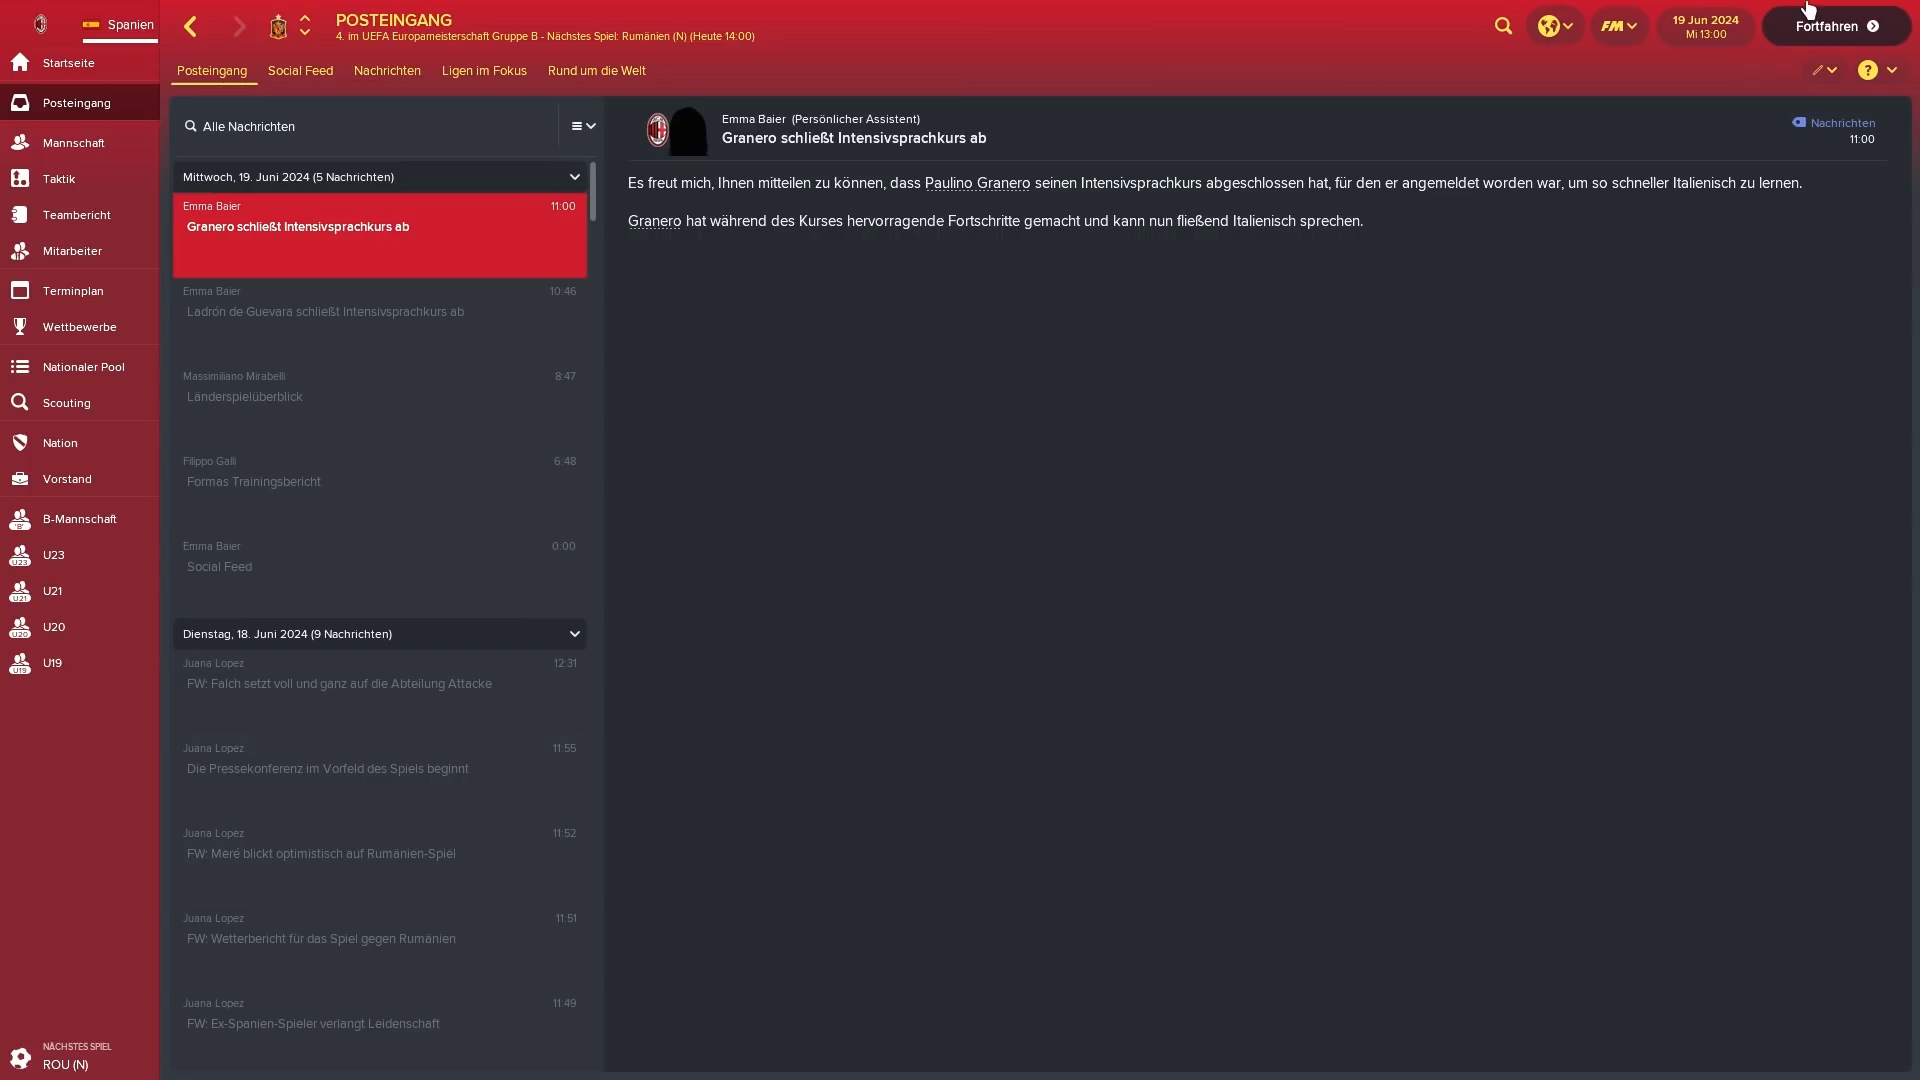 Spanien
Startseite
Posteingang
Mannschaft
Taktik
Teambericht
Mitarbeiter
Terminplan
Wettbewerbe
Nationaler Pool
Scouting
Nation
Vorstand
B-Mannschaft
U23
U21
U20
U19
NÄCHSTES SPIEL
ROU (N)
POSTEINGANG
4. im UEFA Europameisterschaft Gruppe B - Nächstes Spiel: Rumänien (N) (Heute 14:00)
FM
19 Jun 2024
Mi 13:00
Fortfahren
Posteingang
Social Feed
Nachrichten
Ligen im Fokus
Rund um die Welt
?
Alle Nachrichten
Mittwoch, 19. Juni 2024 (5 Nachrichten)
Emma Baier 11:00
Granero schließt Intensivsprachkurs ab
Emma Baier 10:46
Ladrón de Guevara schließt Intensivsprachkurs ab
Massimiliano Mirabelli 8:47
Länderspielüberblick
Filippo Galli 6:48
Formas Trainingsbericht
Emma Baier 0:00
Social Feed
Dienstag, 18. Juni 2024 (9 Nachrichten)
Juana Lopez 12:31
FW: Falch setzt voll und ganz auf die Abteilung Attacke
Juana Lopez 11:55
Die Pressekonferenz im Vorfeld des Spiels beginnt
Juana Lopez 11:52
FW: Meré blickt optimistisch auf Rumänien-Spiel
Juana Lopez 11:51
FW: Wetterbericht für das Spiel gegen Rumänien
Juana Lopez 11:49
FW: Ex-Spanien-Spieler verlangt Leidenschaft
Emma Baier (Persönlicher Assistent)
Granero schließt Intensivsprachkurs ab
Nachrichten
11:00
Es freut mich, Ihnen mitteilen zu können, dass Paulino Granero seinen Intensivsprachkurs abgeschlossen hat, für den er angemeldet worden war, um so schneller Italienisch zu lernen.
Granero hat während des Kurses hervorragende Fortschritte gemacht und kann nun fließend Italienisch sprechen.